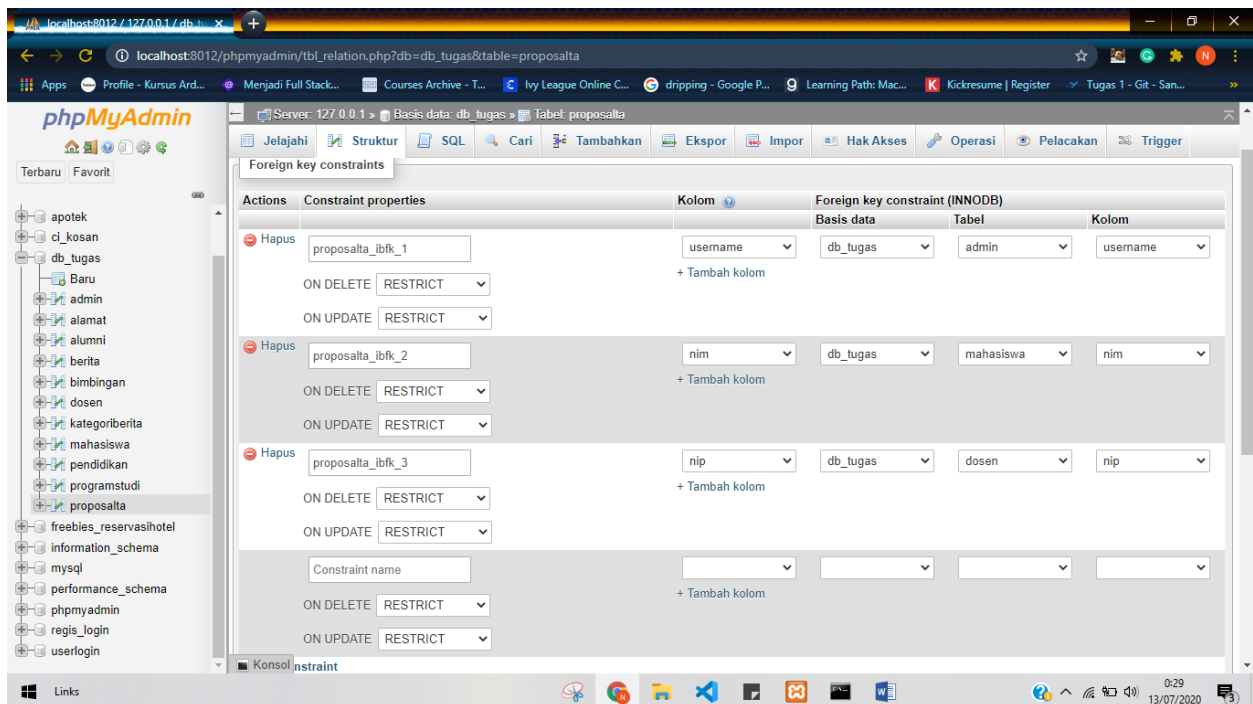 localhost:8012 / 127.0.0.1 / db_tu
localhost:8012/phpmyadmin/tbl_relation.php?db=db_tugas&table=proposalta
Apps Profile - Kursus Ard... Menjadi Full Stack... Courses Archive - T... Ivy League Online C... dripping - Google P... Learning Path: Mac... Kickresume | Register Tugas 1 - Git - San...
phpMyAdmin
Terbaru Favorit
apotek
ci_kosan
db_tugas
Baru
admin
alamat
alumni
berita
bimbingan
dosen
kategoriberita
mahasiswa
pendidikan
programstudi
proposalta
freebies_reservasihotel
information_schema
mysql
performance_schema
phpmyadmin
regis_login
userlogin
Server: 127.0.0.1 » Basis data: db_tugas » Tabel: proposalta
Jelajahi Struktur SQL Cari Tambahkan Ekspor Impor Hak Akses Operasi Pelacakan Trigger
Foreign key constraints
Actions Constraint properties Kolom Foreign key constraint (INNODB)
Basis data Tabel Kolom
Hapus proposalta_ibfk_1 username db_tugas admin username
+ Tambah kolom
ON DELETE RESTRICT
ON UPDATE RESTRICT
Hapus proposalta_ibfk_2 nim db_tugas mahasiswa nim
+ Tambah kolom
ON DELETE RESTRICT
ON UPDATE RESTRICT
Hapus proposalta_ibfk_3 nip db_tugas dosen nip
+ Tambah kolom
ON DELETE RESTRICT
ON UPDATE RESTRICT
Constraint name
+ Tambah kolom
ON DELETE RESTRICT
ON UPDATE RESTRICT
Konsol nstraint
Links
0:29
13/07/2020